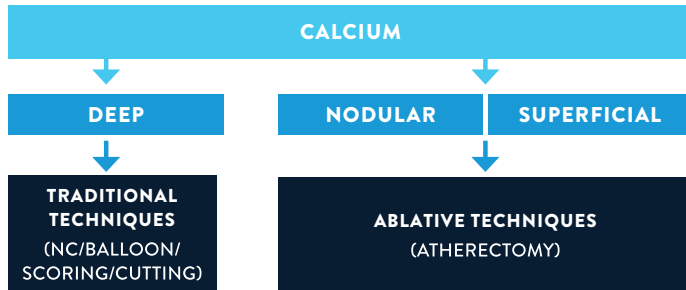 CALCIUM
DEEP
NODULAR
SUPERFICIAL
TRADITIONAL
TECHNIQUES
(NC/BALLOON/
SCORING/CUTTING)
ABLATIVE TECHNIQUES
(ATHERECTOMY)